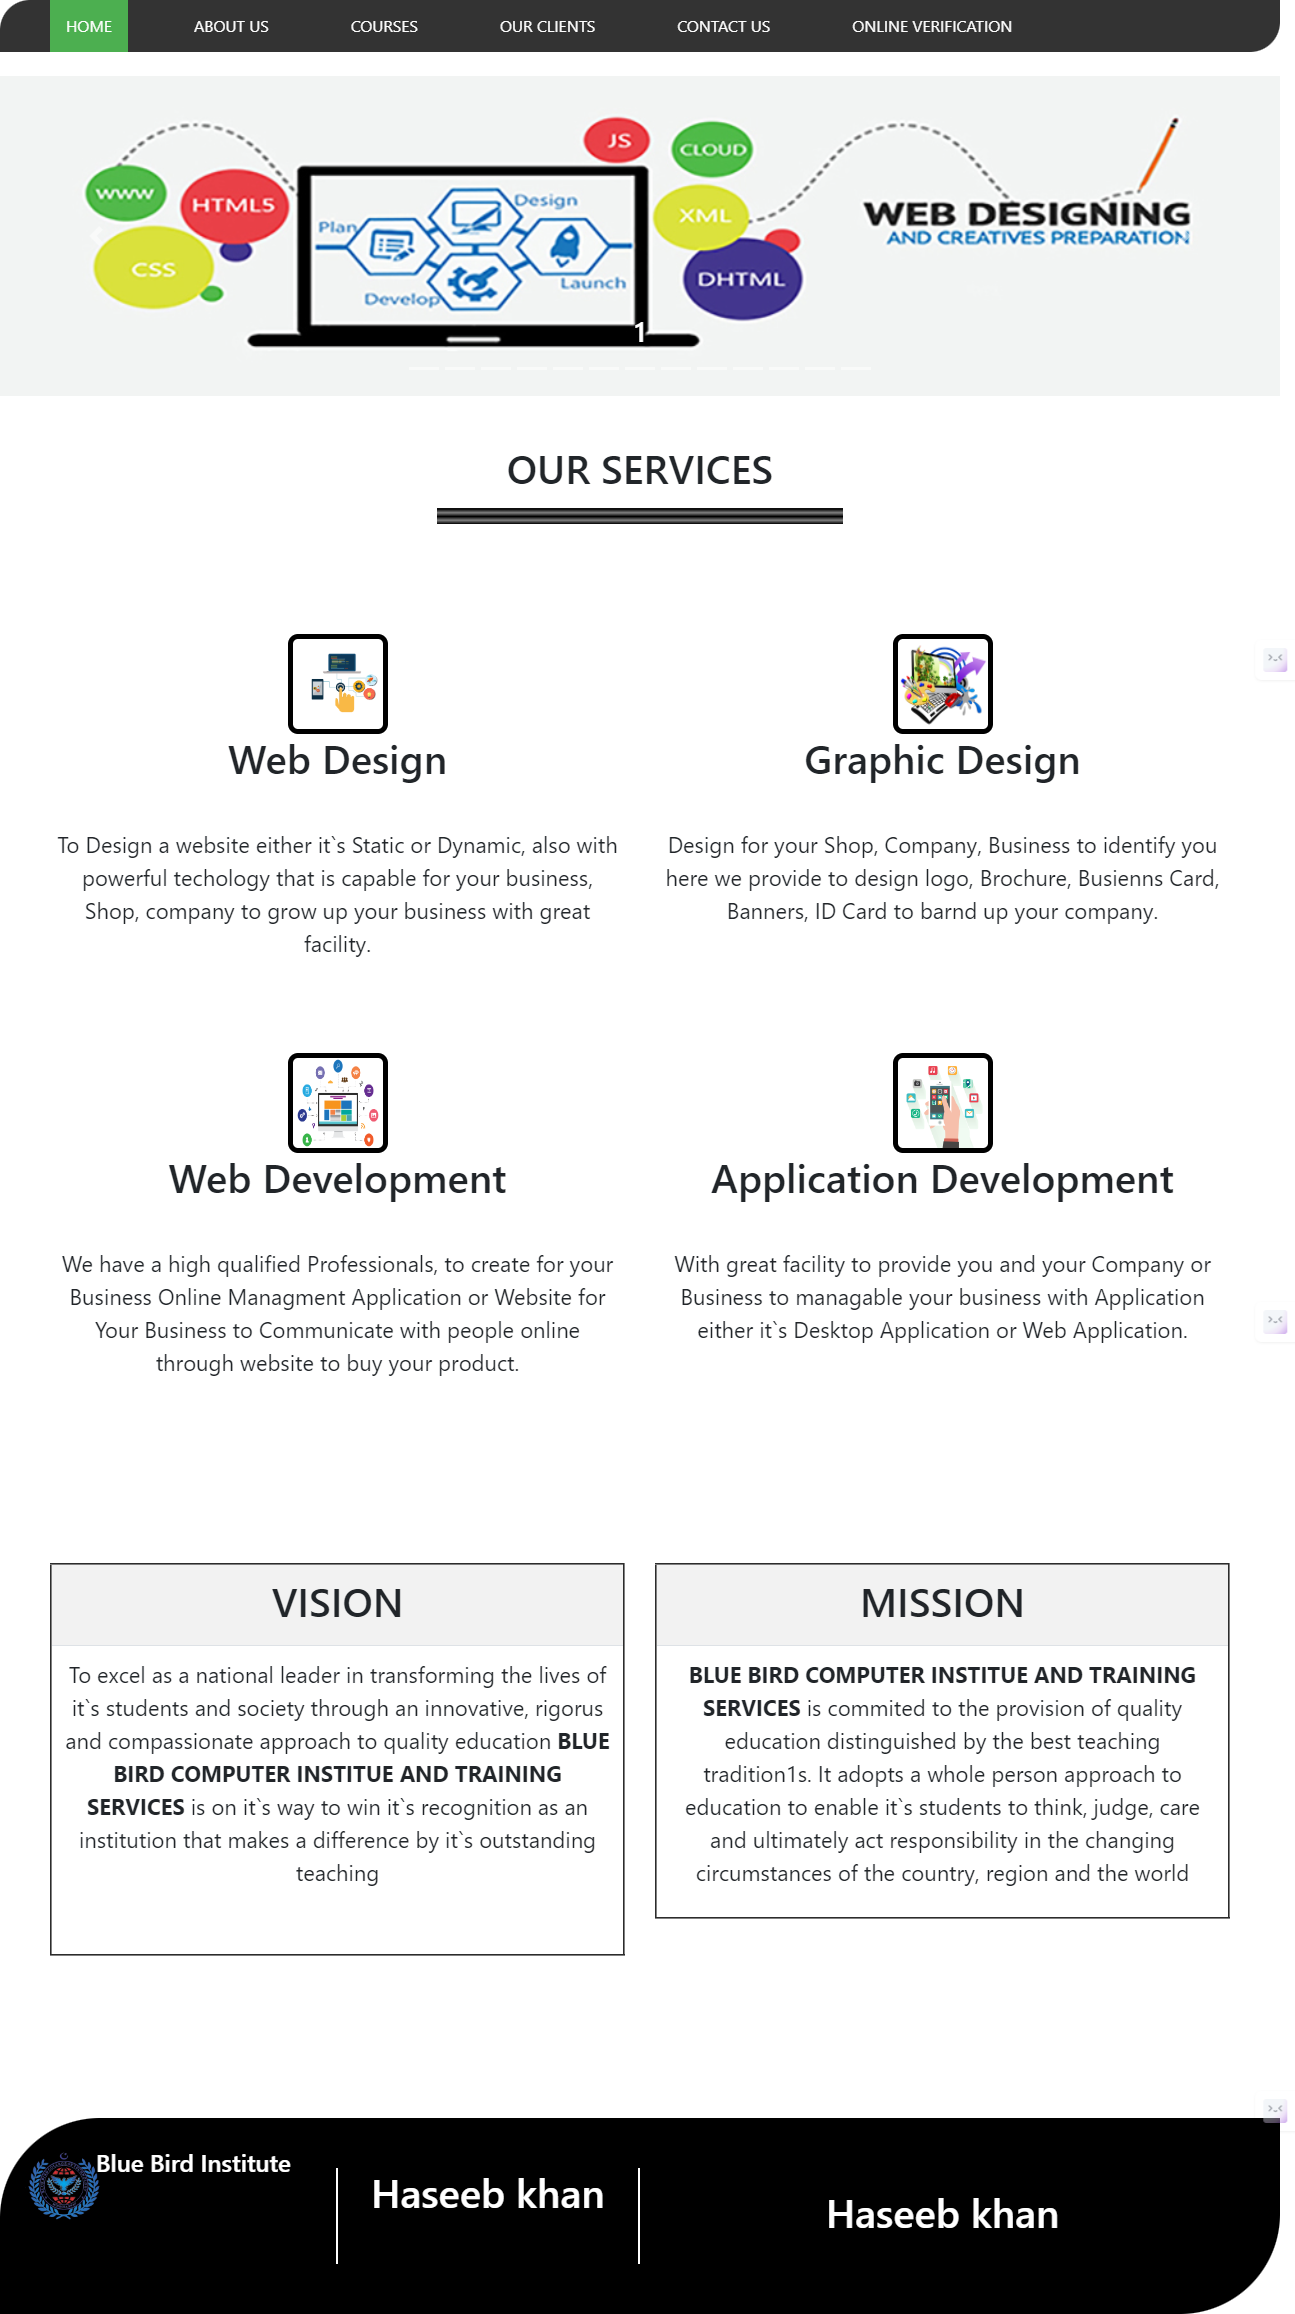 HOME ABOUT US COURSES OUR CLIENTS CONTACT US ONLINE VERIFICATION
WWW
HTML5
CSS
Plan
Design
Develop
Launch
JS
CLOUD
XML
DHTML
WEB DESIGNING
AND CREATIVES PREPARATION
1
OUR SERVICES
Web Design
To Design a website either it`s Static or Dynamic, also with
powerful techology that is capable for your business,
Shop, company to grow up your business with great
facility.
Graphic Design
Design for your Shop, Company, Business to identify you
here we provide to design logo, Brochure, Busienns Card,
Banners, ID Card to barnd up your company.
Web Development
We have a high qualified Professionals, to create for your
Business Online Managment Application or Website for
Your Business to Communicate with people online
through website to buy your product.
Application Development
With great facility to provide you and your Company or
Business to managable your business with Application
either it`s Desktop Application or Web Application.
VISION
To excel as a national leader in transforming the lives of
it`s students and society through an innovative, rigorus
and compassionate approach to quality education BLUE
BIRD COMPUTER INSTITUE AND TRAINING
SERVICES is on it`s way to win it`s recognition as an
institution that makes a difference by it`s outstanding
teaching
MISSION
BLUE BIRD COMPUTER INSTITUE AND TRAINING
SERVICES is commited to the provision of quality
education distinguished by the best teaching
tradition1s. It adopts a whole person approach to
education to enable it`s students to think, judge, care
and ultimately act responsibility in the changing
circumstances of the country, region and the world
Blue Bird Institute
Haseeb khan
Haseeb khan